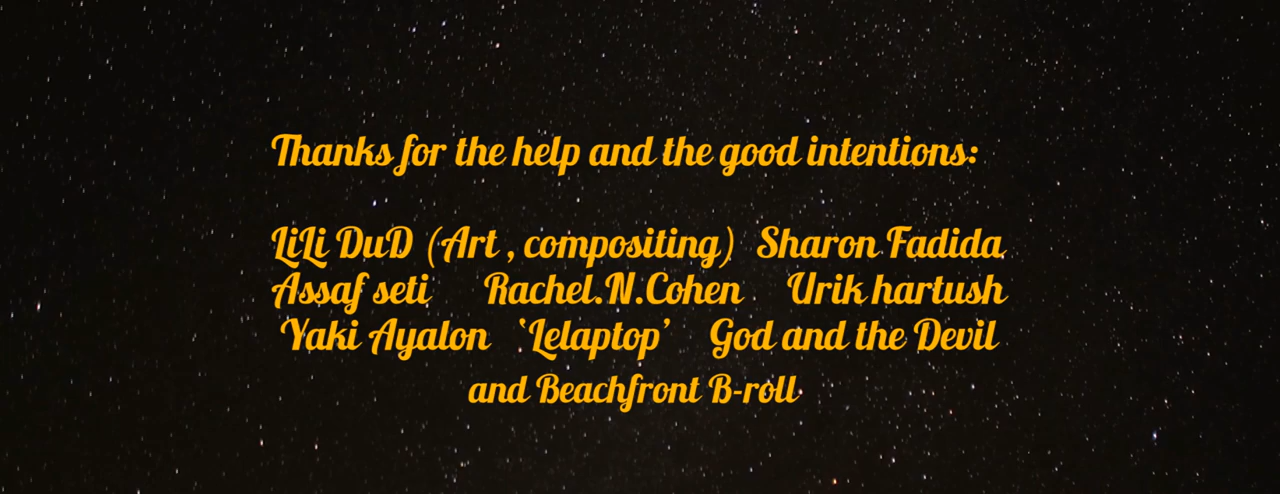 Thanks for the help and the good intentions:
LiLi DuD (Art , compositing) Sharon Fadida
Assaf seti Rachel.N.Cohen Urik hartush
Yaki Ayalon ‘Lelaptop’ God and the Devil
and Beachfront B-roll